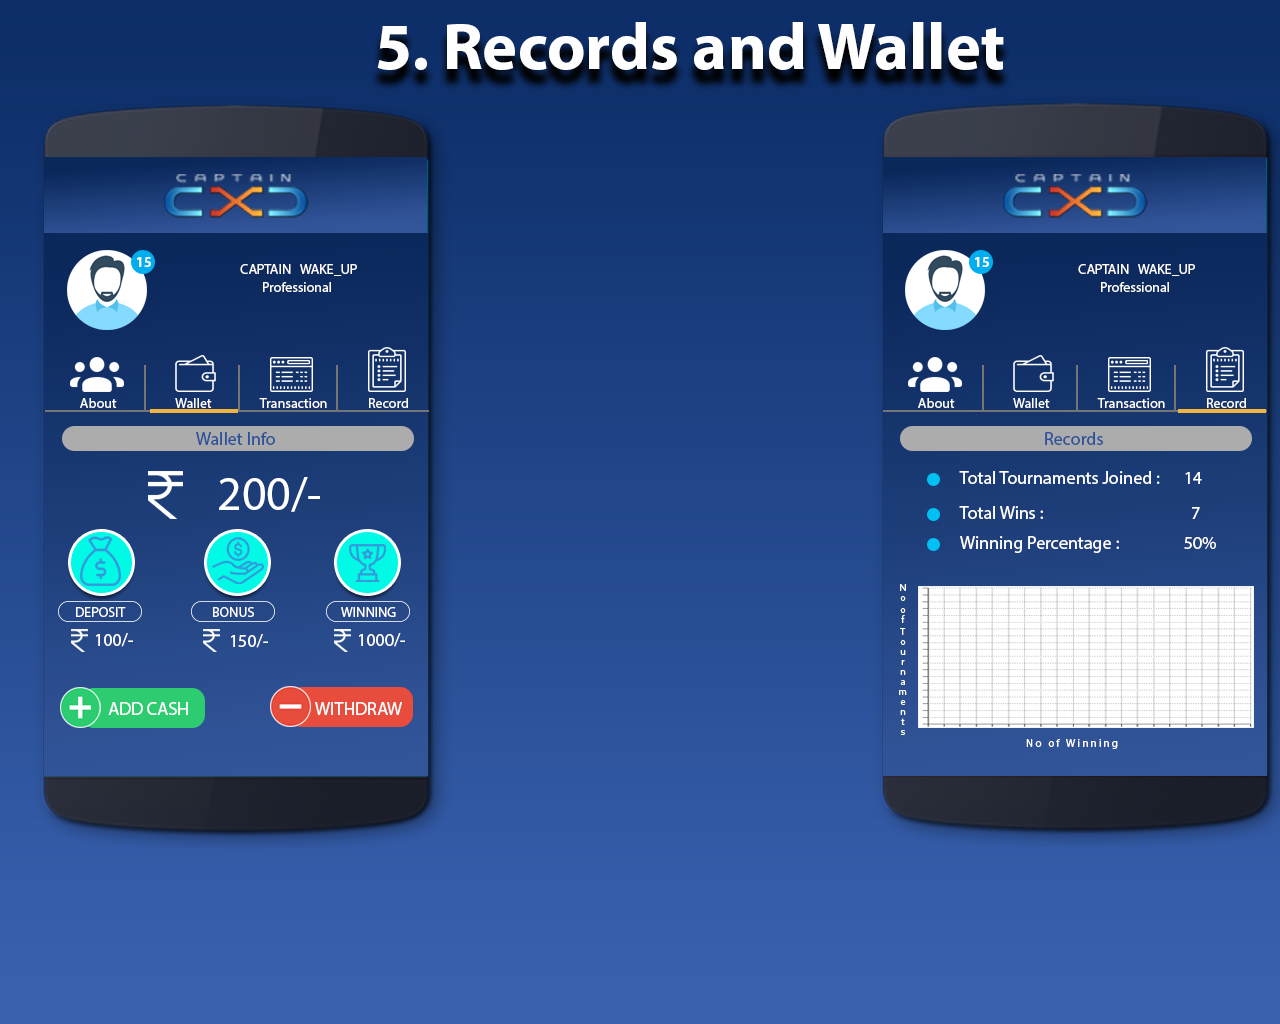 5. Records and Wallet
CAPTAIN
CXD
15
CAPTAIN WAKE_UP
Professional
About
Wallet
Transaction
Record
Wallet Info
₹ 200/-
DEPOSIT
BONUS
WINNING
₹ 100/-
₹ 150/-
₹ 1000/-
ADD CASH
WITHDRAW
CAPTAIN
CXD
15
CAPTAIN WAKE_UP
Professional
About
Wallet
Transaction
Record
Records
Total Tournaments Joined : 14
Total Wins : 7
Winning Percentage : 50%
No of Tournaments
No of Winning